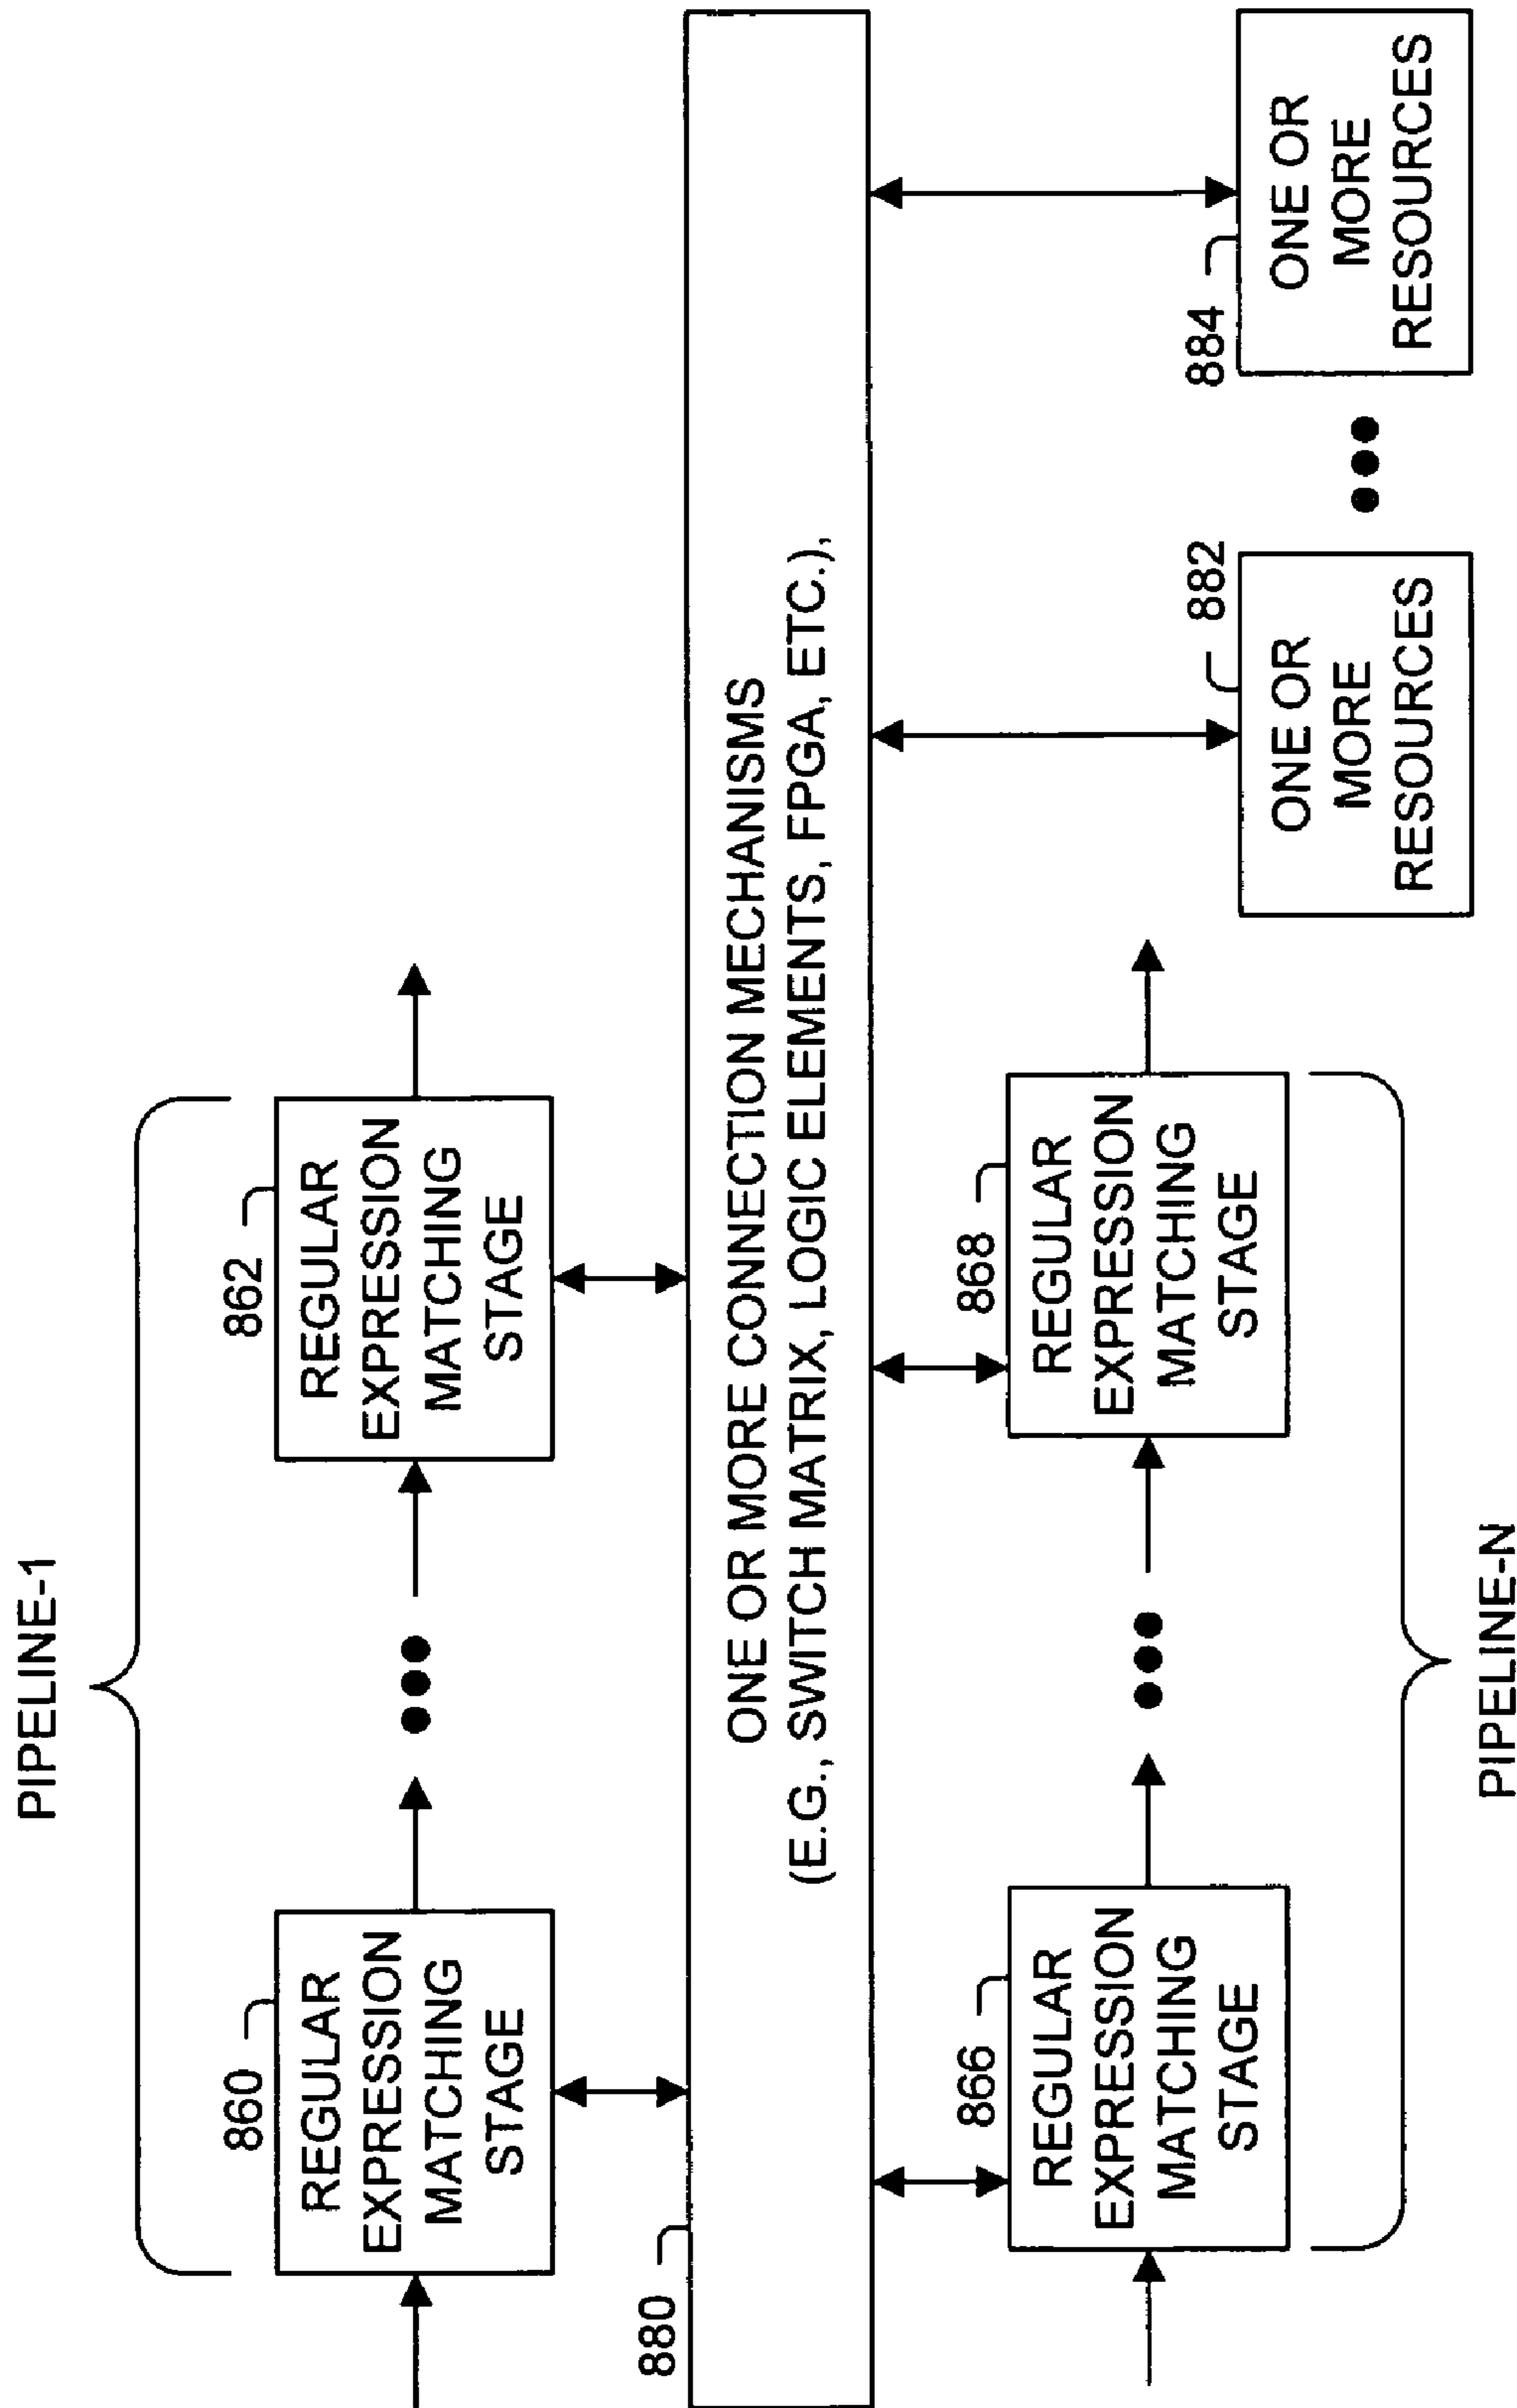 PIPELINE-1
860
REGULAR
EXPRESSION
MATCHING
STAGE
862
REGULAR
EXPRESSION
MATCHING
STAGE
880
ONE OR MORE CONNECTION MECHANISMS
(E.G., SWITCH MATRIX, LOGIC ELEMENTS, FPGA, ETC.),
866
REGULAR
EXPRESSION
MATCHING
STAGE
868
REGULAR
EXPRESSION
MATCHING
STAGE
882
ONE OR
MORE
RESOURCES
884
ONE OR
MORE
RESOURCES
PIPELINE-N